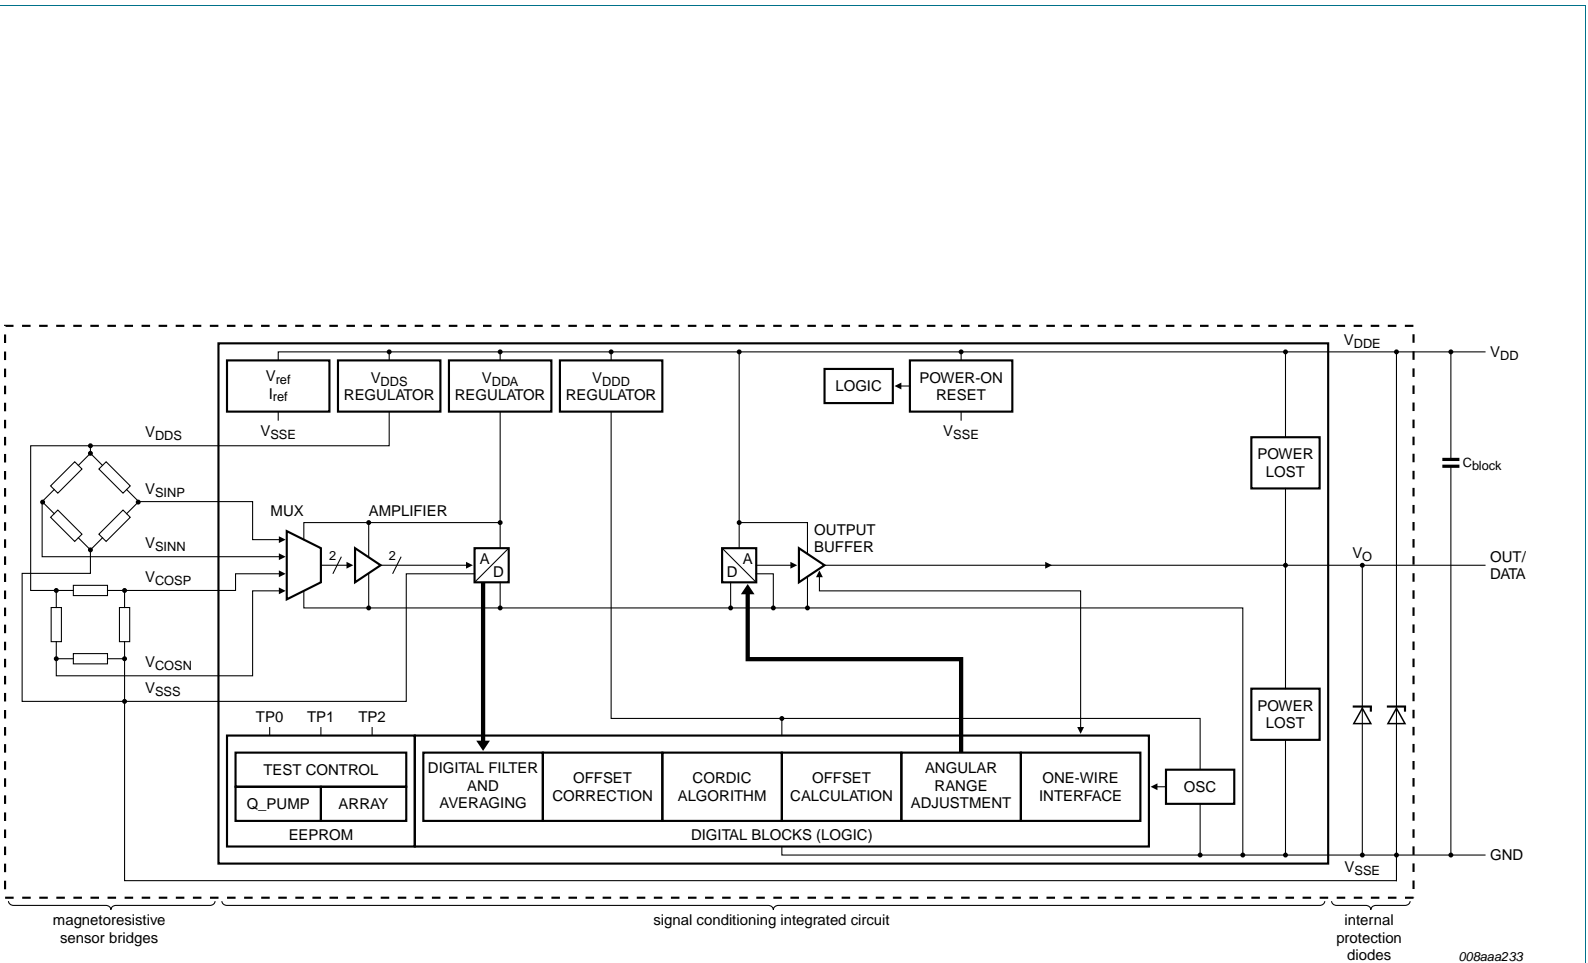 VDDE
VDD
Vref
Iref
VDDS
REGULATOR
VDDA
REGULATOR
VDDD
REGULATOR
LOGIC
POWER-ON
RESET
VSSE
VSSE
VDDS
POWER
LOST
Cblock
VSINP
MUX
AMPLIFIER
OUTPUT
BUFFER
VSINN
2
2
A
D
A
D
VO
OUT/
DATA
VCOSP
VCOSN
VSSS
TP0
TP1
TP2
POWER
LOST
TEST CONTROL
Q_PUMP
ARRAY
EEPROM
DIGITAL FILTER
AND
AVERAGING
OFFSET
CORRECTION
CORDIC
ALGORITHM
OFFSET
CALCULATION
ANGULAR
RANGE
ADJUSTMENT
ONE-WIRE
INTERFACE
DIGITAL BLOCKS (LOGIC)
OSC
GND
VSSE
magnetoresistive
sensor bridges
signal conditioning integrated circuit
internal
protection
diodes
008aaa233